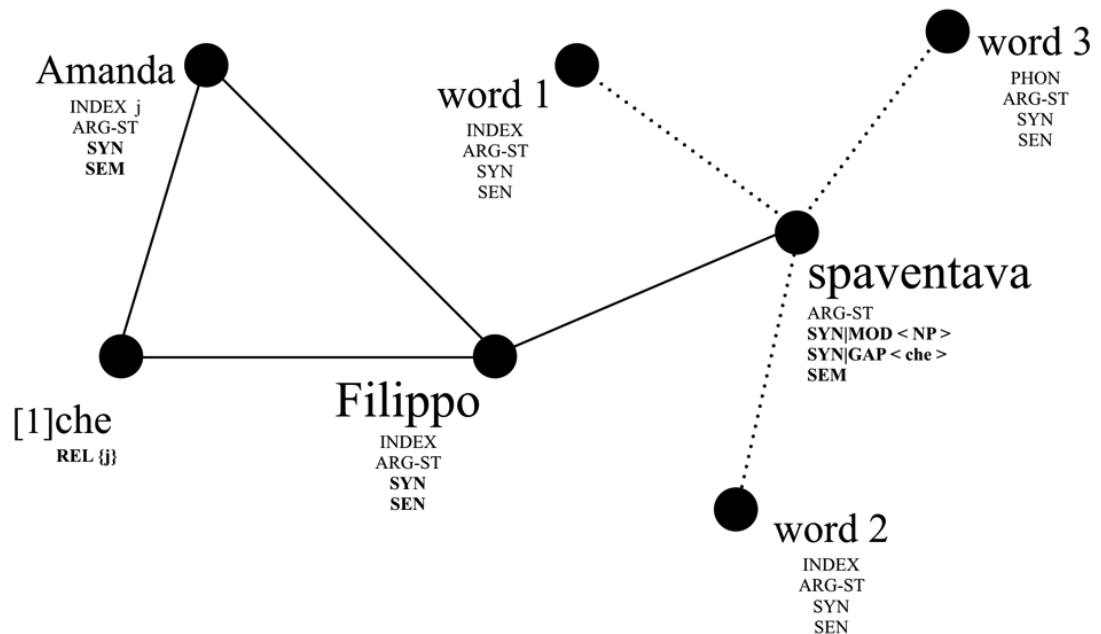 Amanda
INDEX j
ARG-ST
SYN
SEM
word 1
INDEX
ARG-ST
SYN
SEN
word 3
PHON
ARG-ST
SYN
SEN
spaventava
ARG-ST
SYN|MOD < NP >
SYN|GAP < che >
SEM
[1]che
REL {j}
Filippo
INDEX
ARG-ST
SYN
SEN
word 2
INDEX
ARG-ST
SYN
SEN